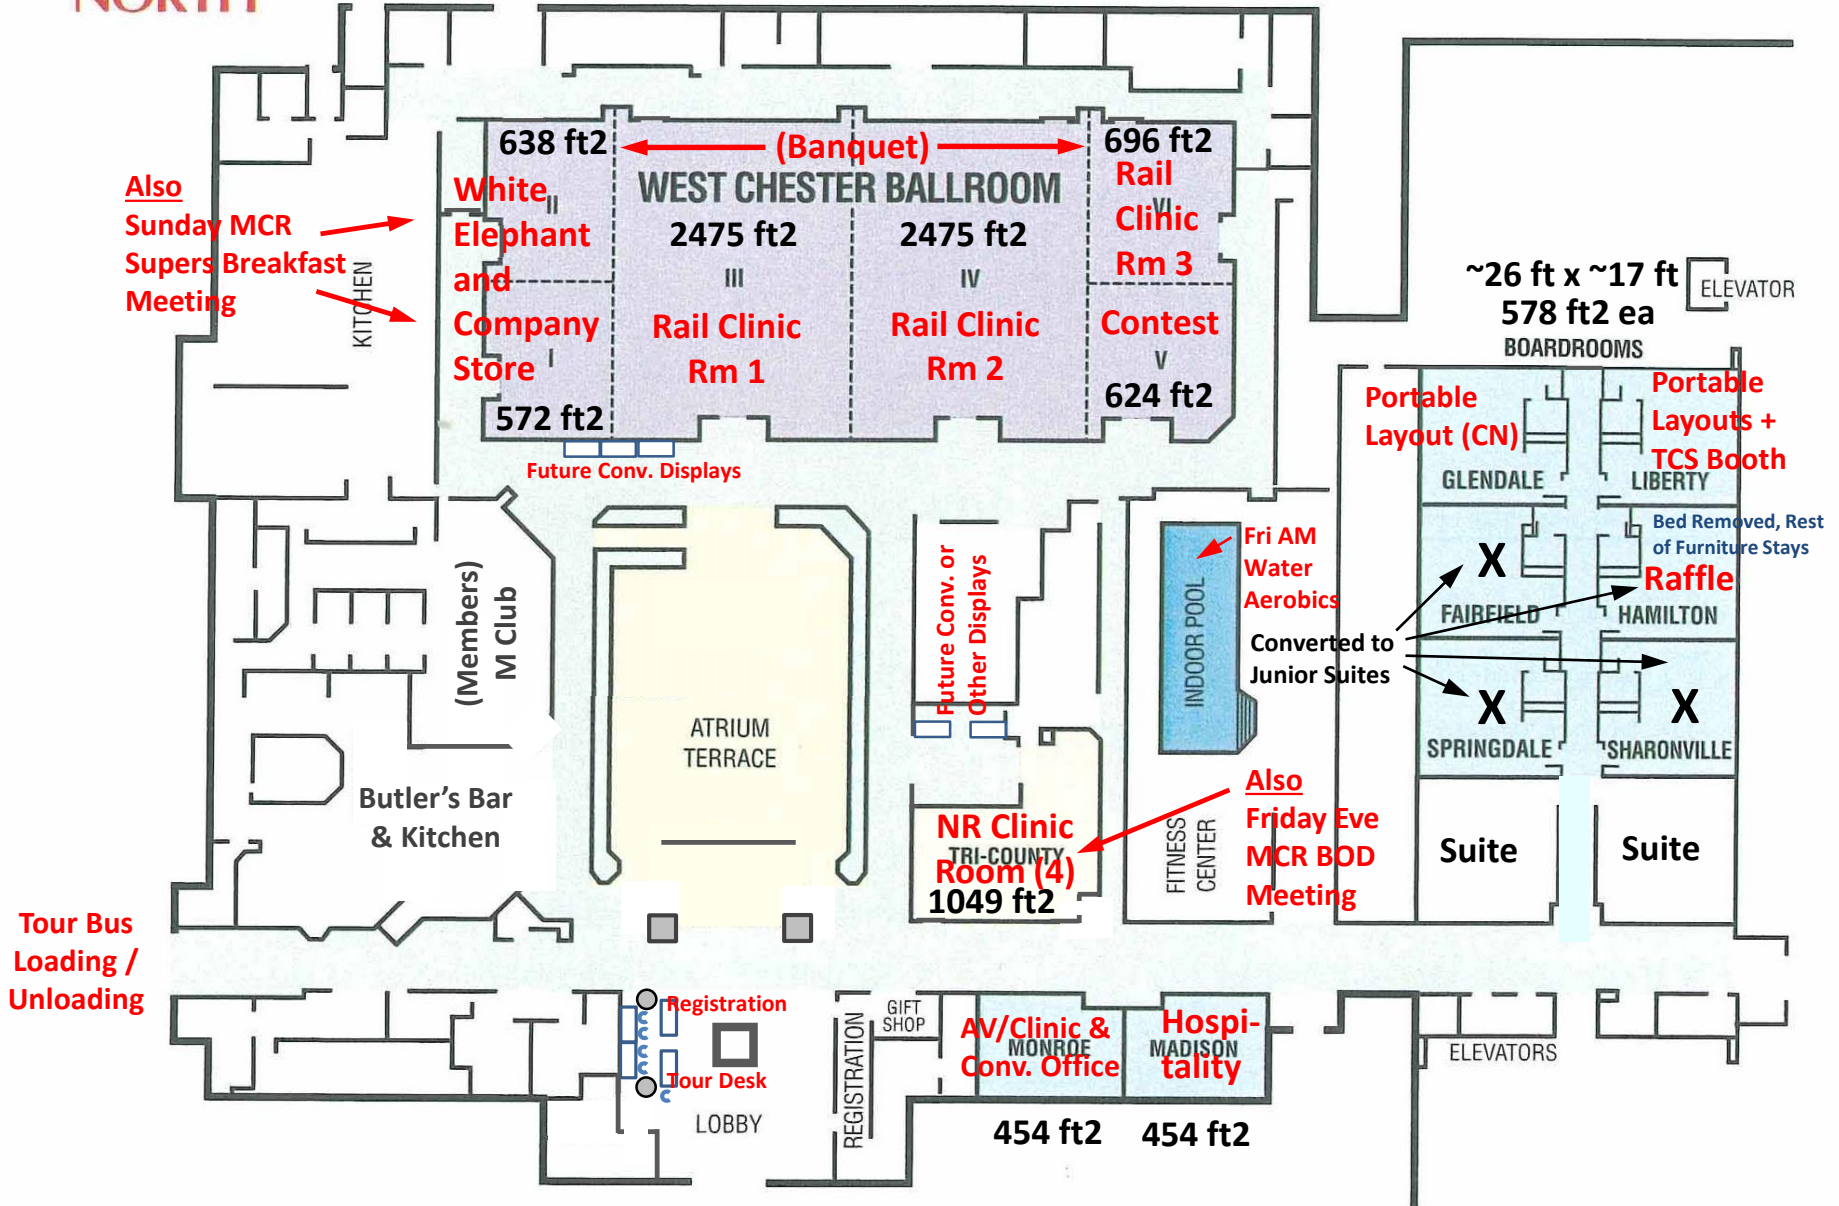 NORTH
638 ft2
(Banquet)
696 ft2
WEST CHESTER BALLROOM
White
Elephant
and
Company
Store
II
I
572 ft2
2475 ft2
III
Rail Clinic
Rm 1
2475 ft2
IV
Rail Clinic
Rm 2
Rail
Clinic
Rm 3
VI
Contest
V
624 ft2
Also
Sunday MCR
Supers Breakfast
Meeting
KITCHEN
Future Conv. Displays
~26 ft x ~17 ft
578 ft2 ea
BOARDROOMS
ELEVATOR
Portable
Layout (CN)
GLENDALE
Portable
Layouts +
TCS Booth
LIBERTY
Bed Removed, Rest
of Furniture Stays
X
FAIRFIELD
Raffle
HAMILTON
Converted to
Junior Suites
X
SPRINGDALE
X
SHARONVILLE
Suite
Suite
(Members)
M Club
Butler's Bar
& Kitchen
ATRIUM
TERRACE
Future Conv. or
Other Displays
INDOOR POOL
Fri AM
Water
Aerobics
NR Clinic
TRI-COUNTY
Room (4)
1049 ft2
FITNESS
CENTER
Also
Friday Eve
MCR BOD
Meeting
Tour Bus
Loading /
Unloading
Registration
Tour Desk
LOBBY
REGISTRATION
GIFT
SHOP
AV/Clinic &
MONROE
Conv. Office
454 ft2
Hospi-
MADISON
tality
454 ft2
ELEVATORS